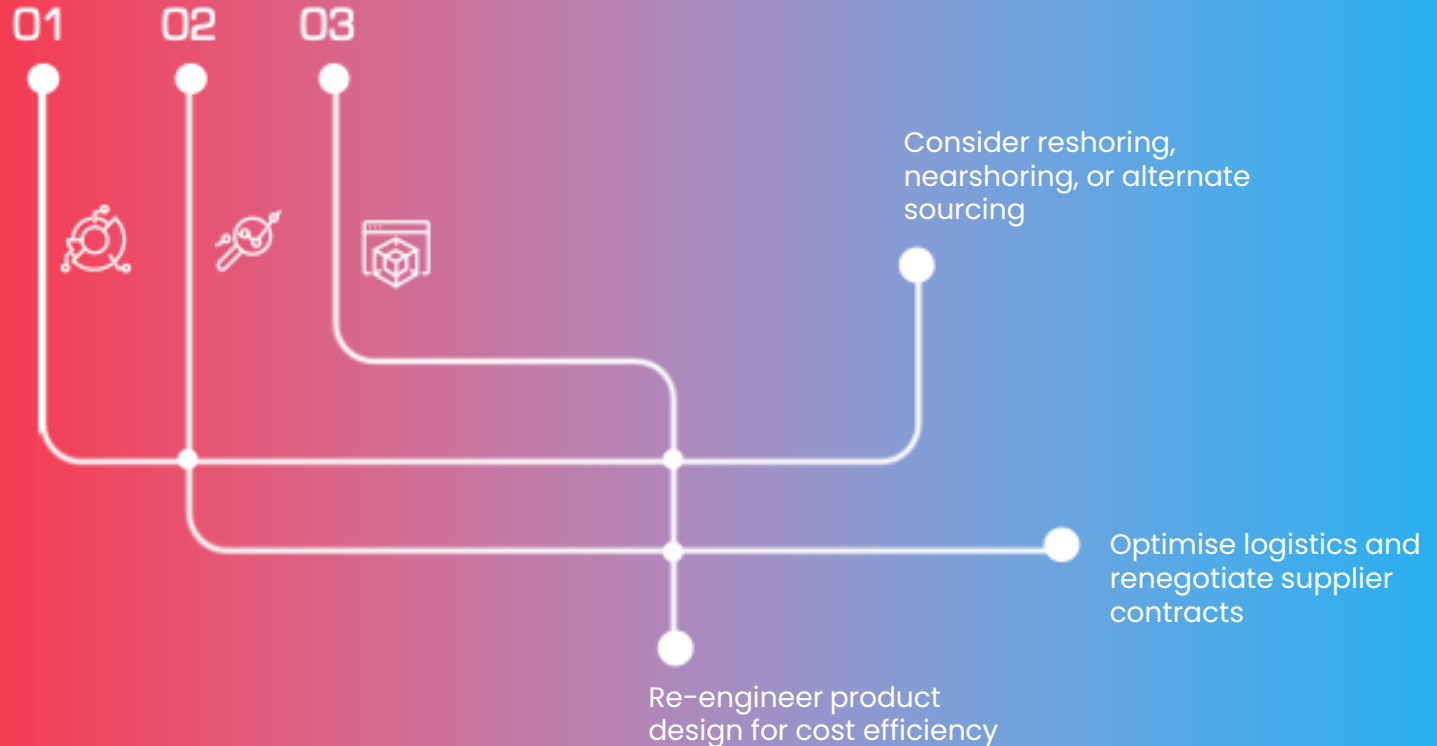 01
02
03
Consider reshoring,
nearshoring, or alternate
sourcing
Optimise logistics and
renegotiate supplier
contracts
Re-engineer product
design for cost efficiency